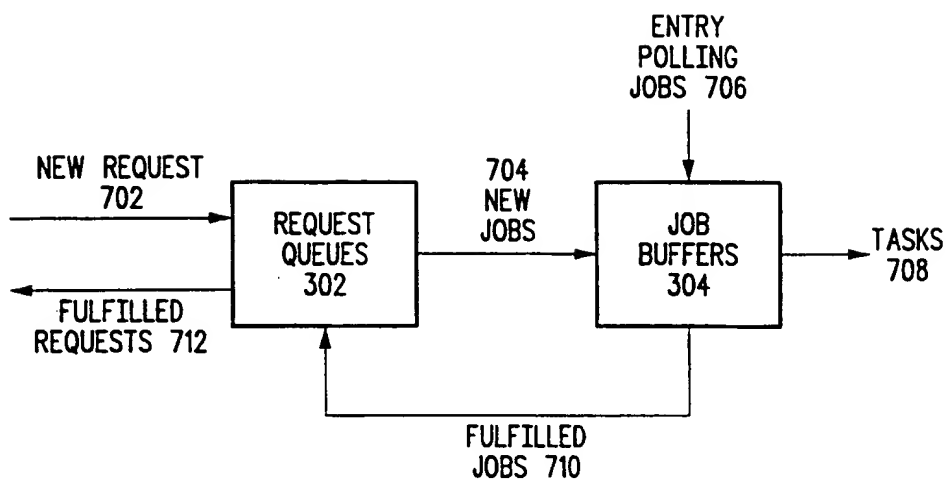 ENTRY
POLLING
JOBS 706
NEW REQUEST
702
704
NEW
JOBS
REQUEST
QUEUES
302
JOB
BUFFERS
304
TASKS
708
FULFILLED
REQUESTS 712
FULFILLED
JOBS 710